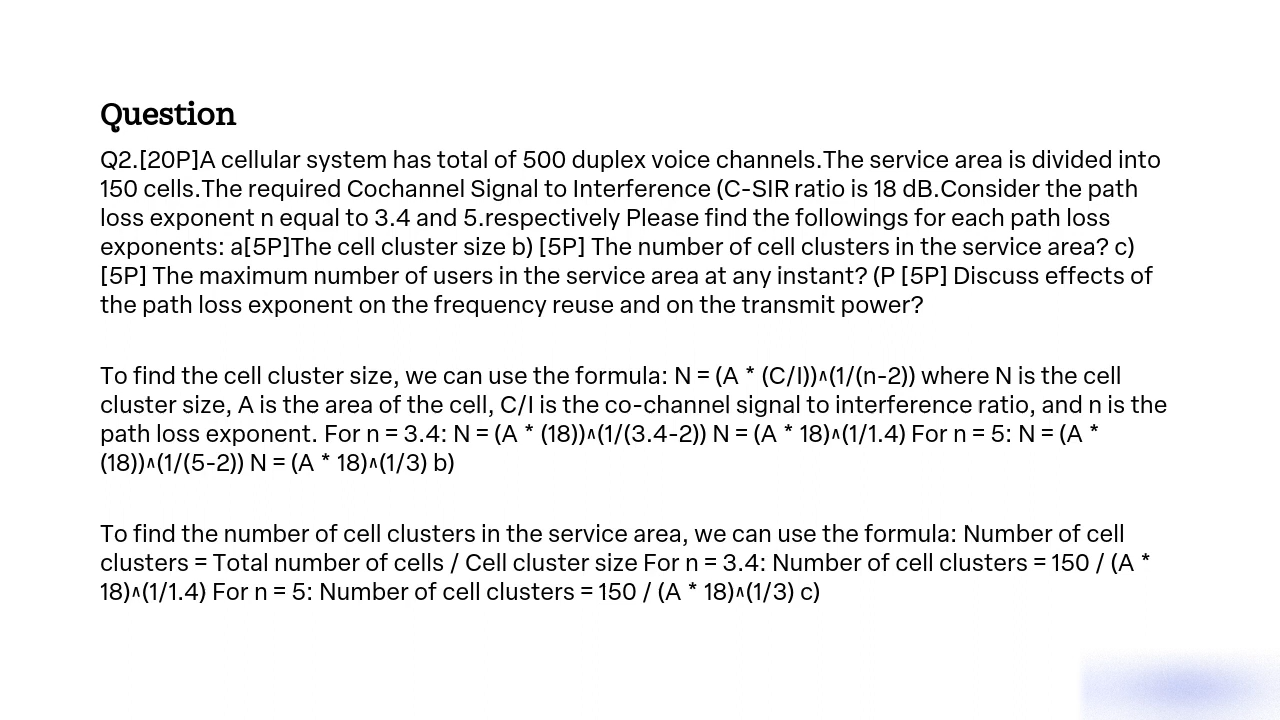 Question
Q2.[20P]A cellular system has total of 500 duplex voice channels.The service area is divided into
150 cells.The required Cochannel Signal to Interference (C-SIR ratio is 18 dB.Consider the path
loss exponent n equal to 3.4 and 5.respectively Please find the followings for each path loss
exponents: a[5P]The cell cluster size b) [5P] The number of cell clusters in the service area? c)
[5P] The maximum number of users in the service area at any instant? (P [5P] Discuss effects of
the path loss exponent on the frequency reuse and on the transmit power?
To find the cell cluster size, we can use the formula: N = (A * (C/I))^(1/(n-2)) where N is the cell
cluster size, A is the area of the cell, C/I is the co-channel signal to interference ratio, and n is the
path loss exponent. For n = 3.4: N = (A * (18))^(1/(3.4-2)) N = (A * 18)^(1/1.4) For n = 5: N = (A *
(18))^(1/(5-2)) N = (A * 18)^(1/3) b)
To find the number of cell clusters in the service area, we can use the formula: Number of cell
clusters = Total number of cells / Cell cluster size For n = 3.4: Number of cell clusters = 150 / (A *
18)^(1/1.4) For n = 5: Number of cell clusters = 150 / (A * 18)^(1/3) c)